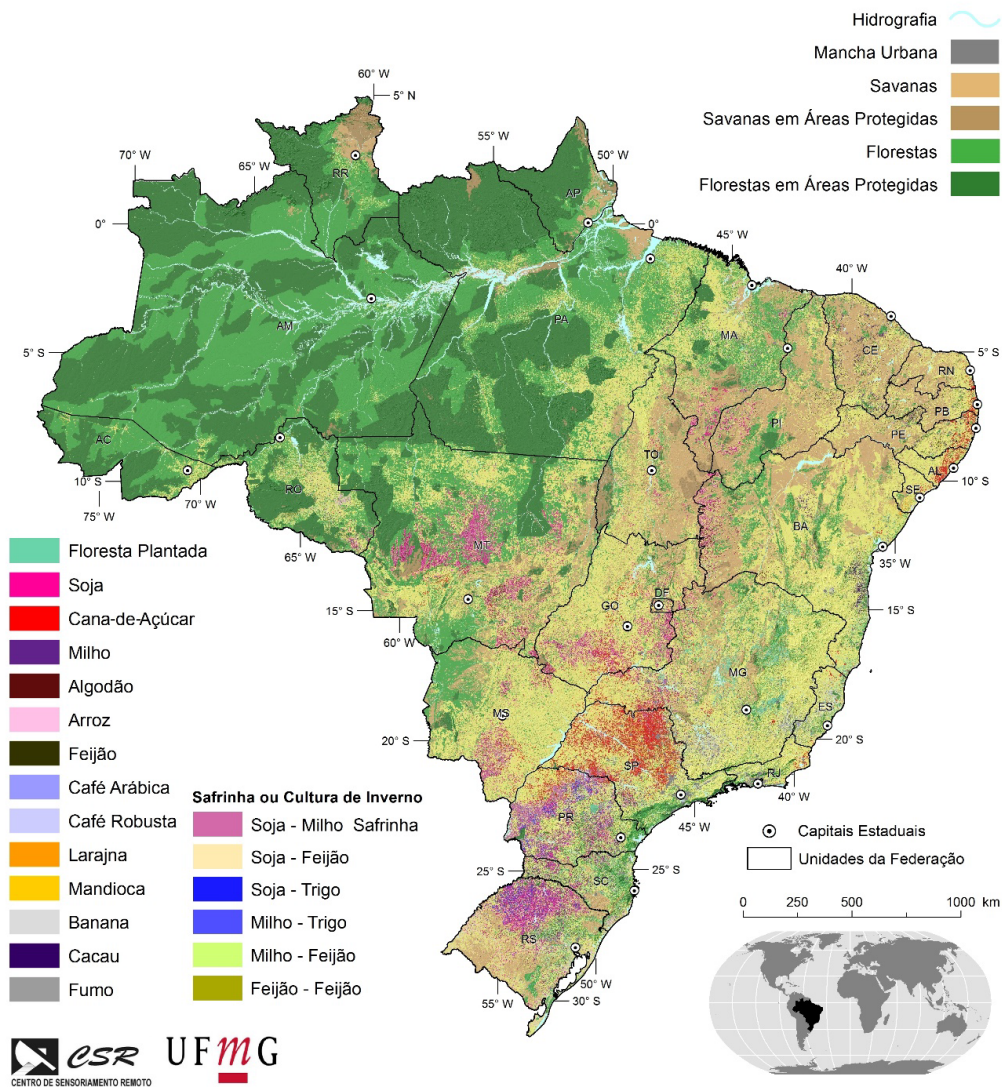 Hidrografia
Mancha Urbana
Savanas
Savanas em Áreas Protegidas
Florestas
Florestas em Áreas Protegidas
60° W
5° N
55° W
50° W
70° W
65° W
RR
AP
0°
0°
45° W
40° W
AM
PA
MA
CE
5° S
5° S
RN
PB
PI
PE
AC
TO
AL
10° S
10° S
SE
75° W
70° W
RO
BA
MT
35° W
65° W
15° S
15° S
GO
DF
60° W
MG
ES
MS
20° S
20° S
SP
RJ
40° W
45° W
PR
25° S
25° S
SC
RS
50° W
55° W
30° S
Floresta Plantada
Soja
Cana-de-Açúcar
Milho
Algodão
Arroz
Feijão
Café Arábica
Café Robusta
Larajna
Mandioca
Banana
Cacau
Fumo
Safrinha ou Cultura de Inverno
Soja - Milho Safrinha
Soja - Feijão
Soja - Trigo
Milho - Trigo
Milho - Feijão
Feijão - Feijão
Capitais Estaduais
Unidades da Federação
0 250 500 1000 km
CSR
CENTRO DE SENSORIAMENTO REMOTO
UFmG